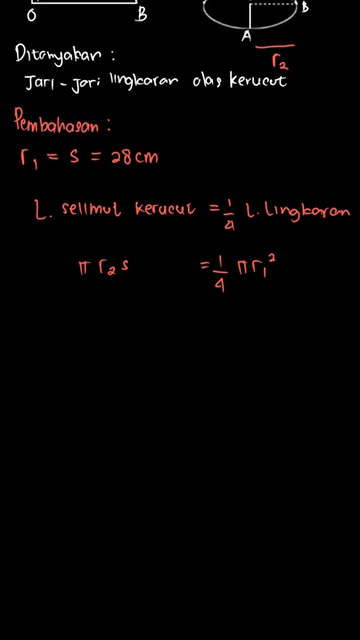 O B B
A
r₂
Ditanyakan :
Jari-jari lingkaran alas kerucut
Pembahasan :
r₁ = s = 28 cm
L. selimut kerucut = 1/4 L. lingkaran
π r₂ s = 1/4 π r₁²